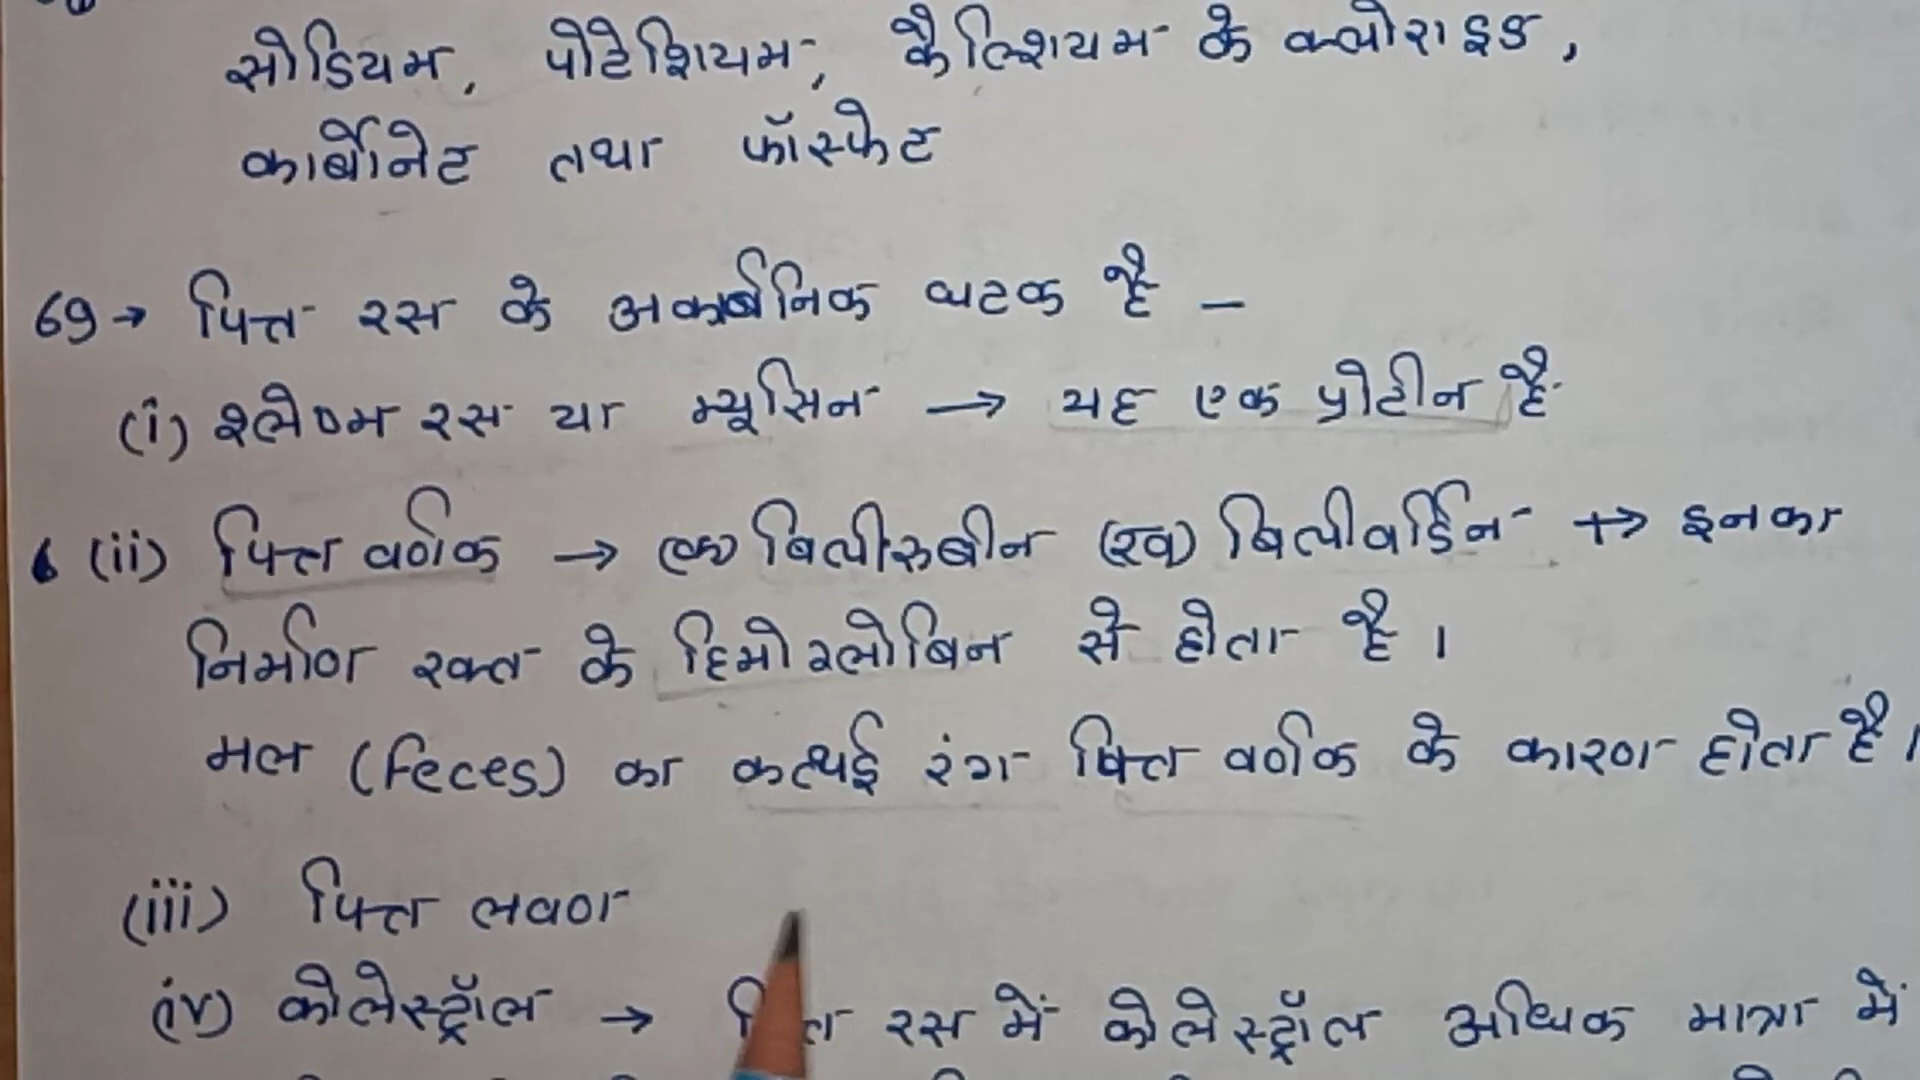 सोडियम, पोटेशियम, कैल्शियम के क्लोराइड,
कार्बोनेट तथा फॉस्फेट
69→ पित्त रस के अकार्बनिक घटक है –
(i) श्लेष्म रस या म्यूसिन → यह एक प्रोटीन है
(ii) पित्त वर्णक → (क) बिलीरुबीन (ख) बिलीवर्डिन → इनका
निर्माण रक्त के हिमोग्लोबिन से होता है ।
मल (feces) का कत्थई रंग पित्त वर्णक के कारण होता है ।
(iii) पित्त लवण
(iv) कोलेस्ट्रॉल → रस में कोलेस्ट्रॉल अधिक मात्रा में